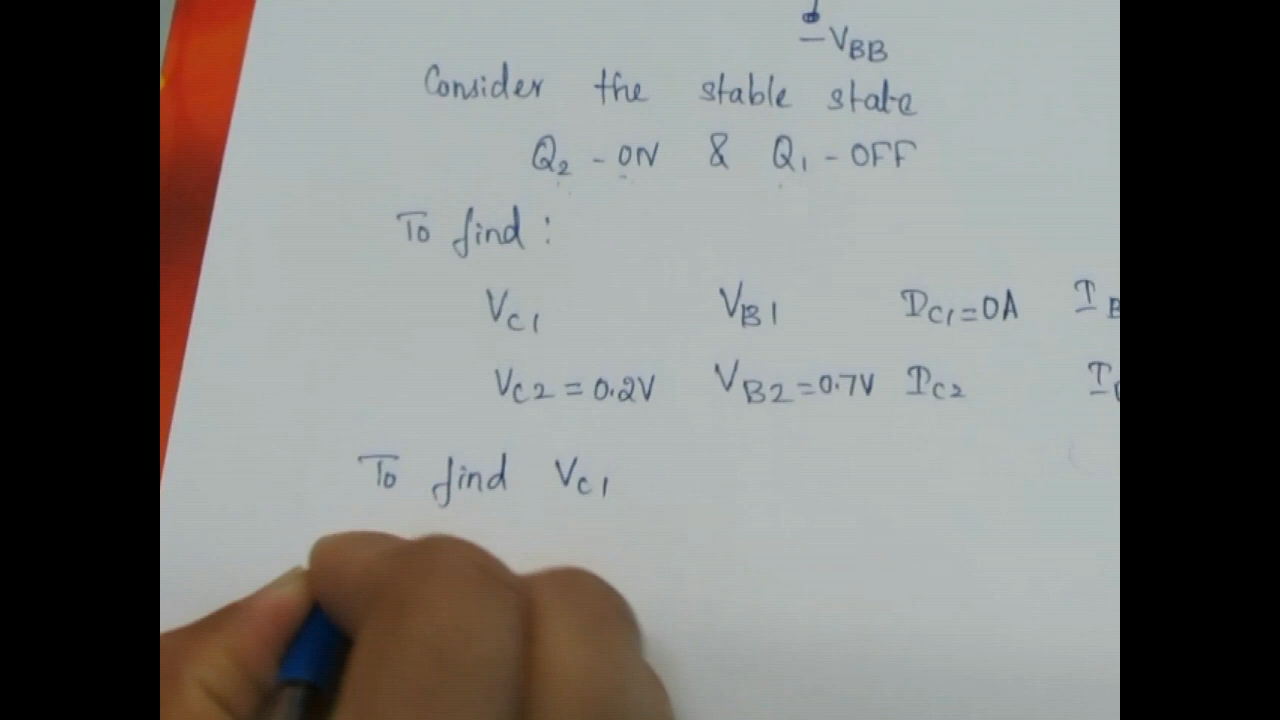 -VBB
Consider the stable state
Q2 - ON & Q1 - OFF
To find :
VC1 VB1 IC1=0A I
VC2 = 0.2V VB2=0.7V IC2 I
To find VC1